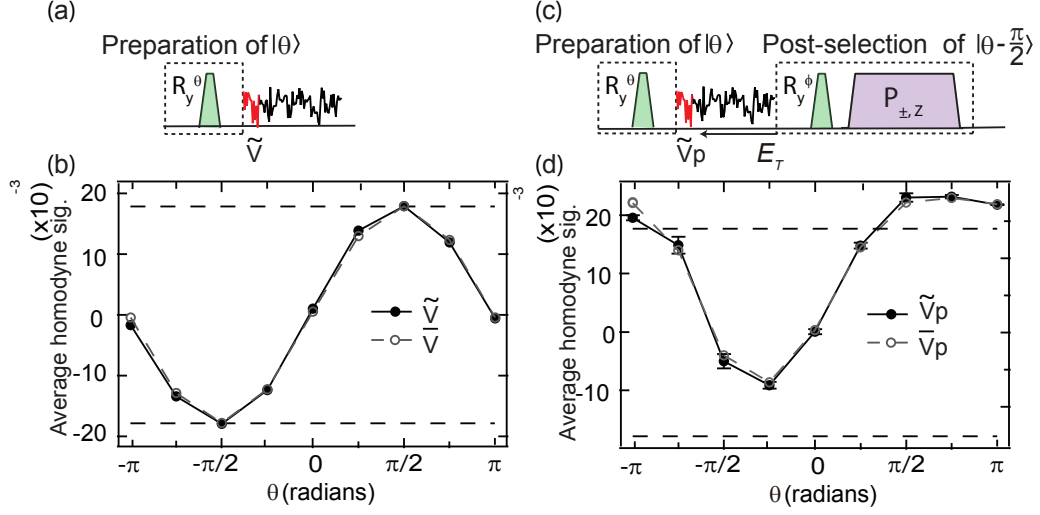 (a)
Preparation of |θ⟩
R_y^θ
Ṽ
(b)
Average homodyne sig.
(x10^-3)
20
10
0
-10
-20
Ṽ
V̅
-π
-π/2
0
π/2
π
θ (radians)
(c)
Preparation of |θ⟩ Post-selection of |θ-π/2⟩
R_y^θ
R_y^ϕ
P_±,Z
Ṽp
E_T
(d)
Average homodyne sig.
(x10^-3)
20
10
0
-10
Ṽp
V̅p
-π
-π/2
0
π/2
π
θ (radians)